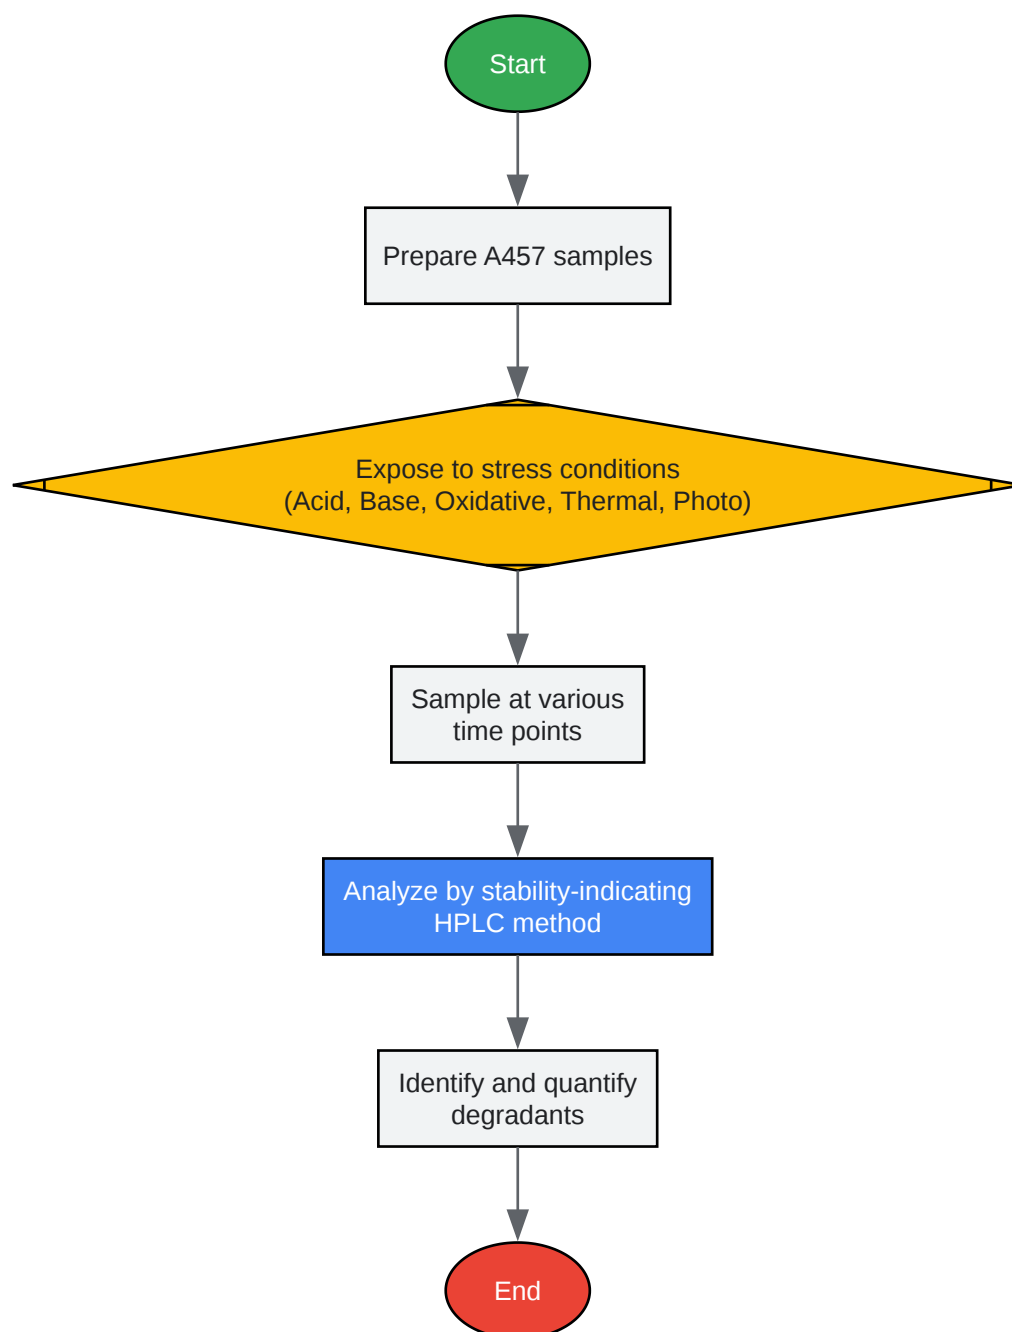 Start
Prepare A457 samples
Expose to stress conditions
(Acid, Base, Oxidative, Thermal, Photo)
Sample at various
time points
Analyze by stability-indicating
HPLC method
Identify and quantify
degradants
End